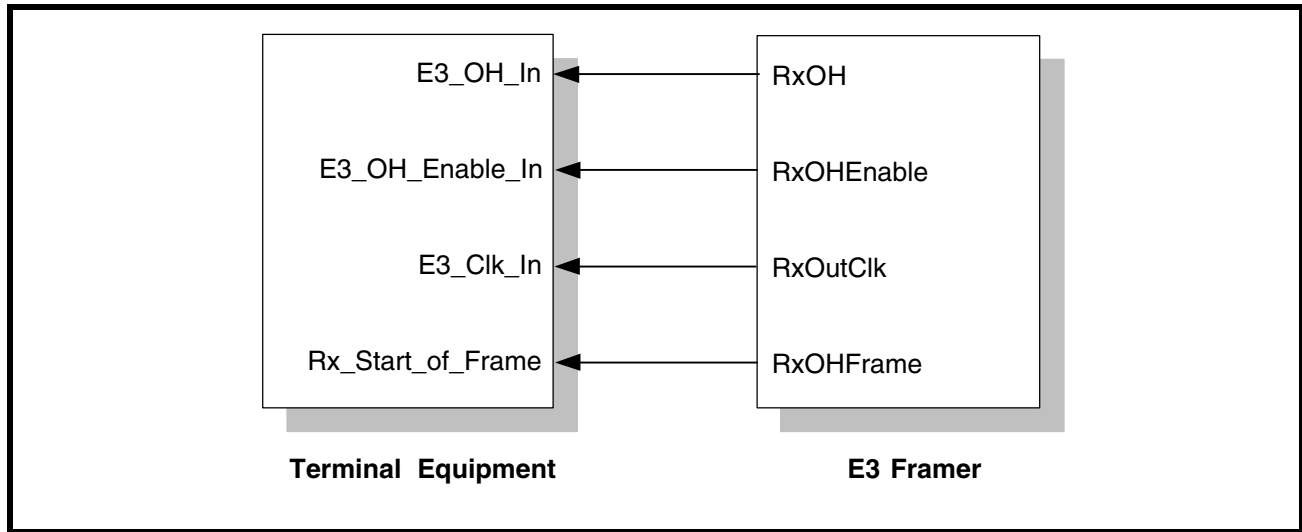 E3_OH_In
RxOH
E3_OH_Enable_In
RxOHEnable
E3_Clk_In
RxOutClk
Rx_Start_of_Frame
RxOHFrame
Terminal Equipment
E3 Framer